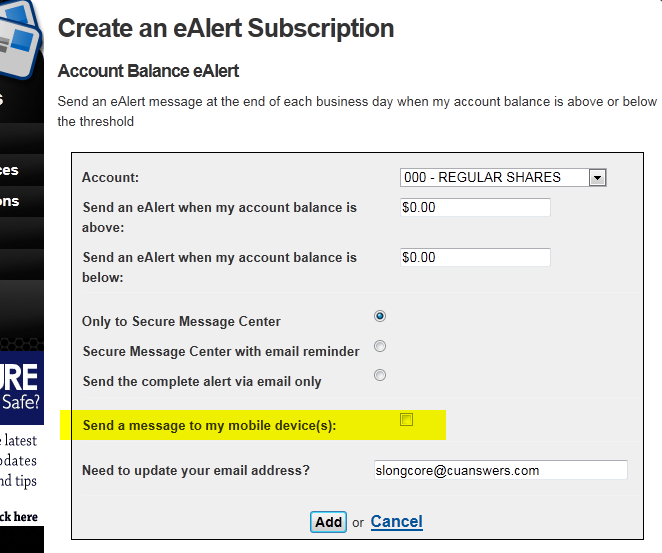 Create an eAlert Subscription
Account Balance eAlert
Send an eAlert message at the end of each business day when my account balance is above or below
the threshold
Account:
000 - REGULAR SHARES
Send an eAlert when my account balance is
above:
$0.00
Send an eAlert when my account balance is
below:
$0.00
Only to Secure Message Center
Secure Message Center with email reminder
Send the complete alert via email only
Send a message to my mobile device(s):
Need to update your email address?
slongcore@cuanswers.com
Add or Cancel
s
ces
ons
URE
Safe?
latest
pdates
nd tips
ck here